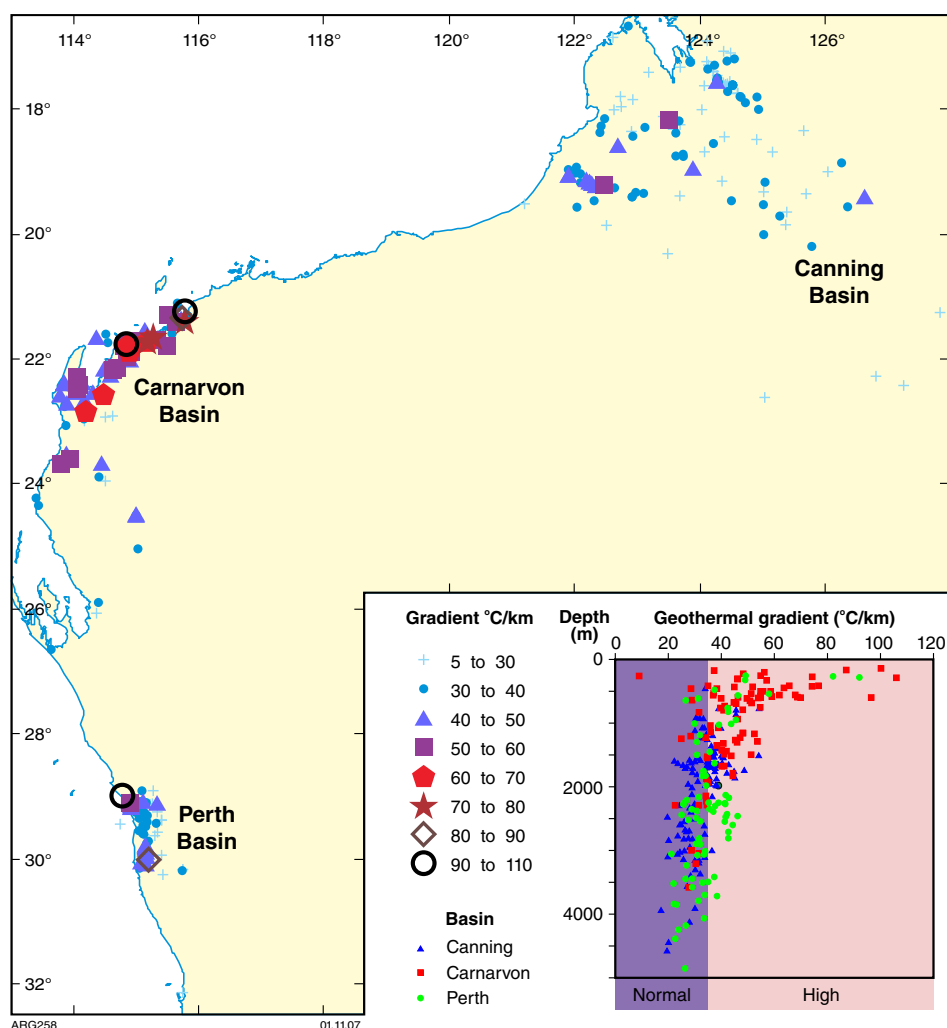 114° 116° 118° 120° 122° 124° 126°
18°
20°
22°
24°
26°
28°
30°
32°
Canning
Basin
Carnarvon
Basin
Perth
Basin
Gradient °C/km
5 to 30
30 to 40
40 to 50
50 to 60
60 to 70
70 to 80
80 to 90
90 to 110
Basin
Canning
Carnarvon
Perth
Depth
(m)
Geothermal gradient (°C/km)
0 20 40 60 80 100 120
0
2000
4000
Normal High
ARG258 01.11.07